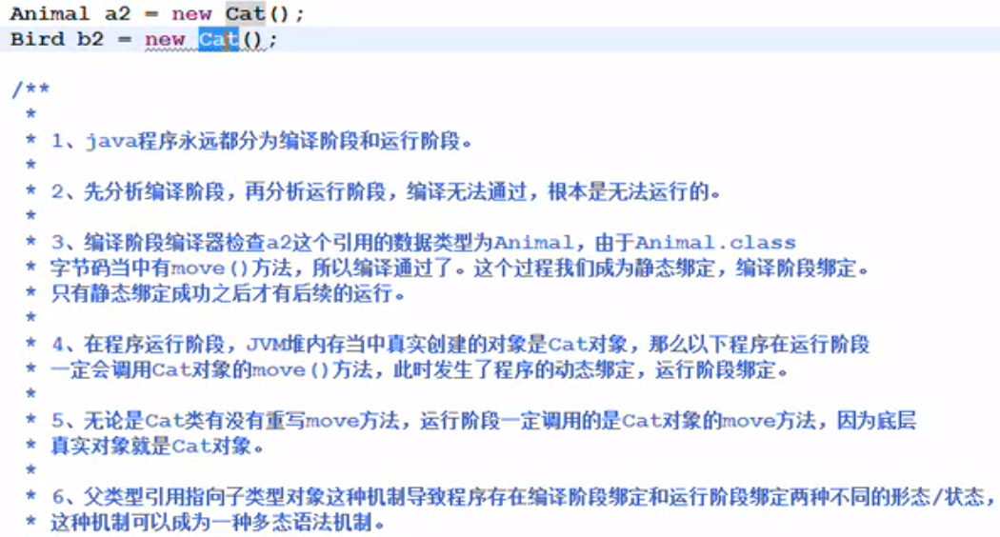 Animal a2 = new Cat();
Bird b2 = new Cat();
/**
*
* 1、java程序永远都分为编译阶段和运行阶段。
*
* 2、先分析编译阶段，再分析运行阶段，编译无法通过，根本是无法运行的。
*
* 3、编译阶段编译器检查a2这个引用的数据类型为Animal，由于Animal.class
* 字节码当中有move()方法，所以编译通过了。这个过程我们成为静态绑定，编译阶段绑定。
* 只有静态绑定成功之后才有后续的运行。
*
* 4、在程序运行阶段，JVM堆内存当中真实创建的对象是Cat对象，那么以下程序在运行阶段
* 一定会调用Cat对象的move()方法，此时发生了程序的动态绑定，运行阶段绑定。
*
* 5、无论是Cat类有没有重写move方法，运行阶段一定调用的是Cat对象的move方法，因为底层
* 真实对象就是Cat对象。
*
* 6、父类型引用指向子类型对象这种机制导致程序存在编译阶段绑定和运行阶段绑定两种不同的形态/状态，
* 这种机制可以成为一种多态语法机制。